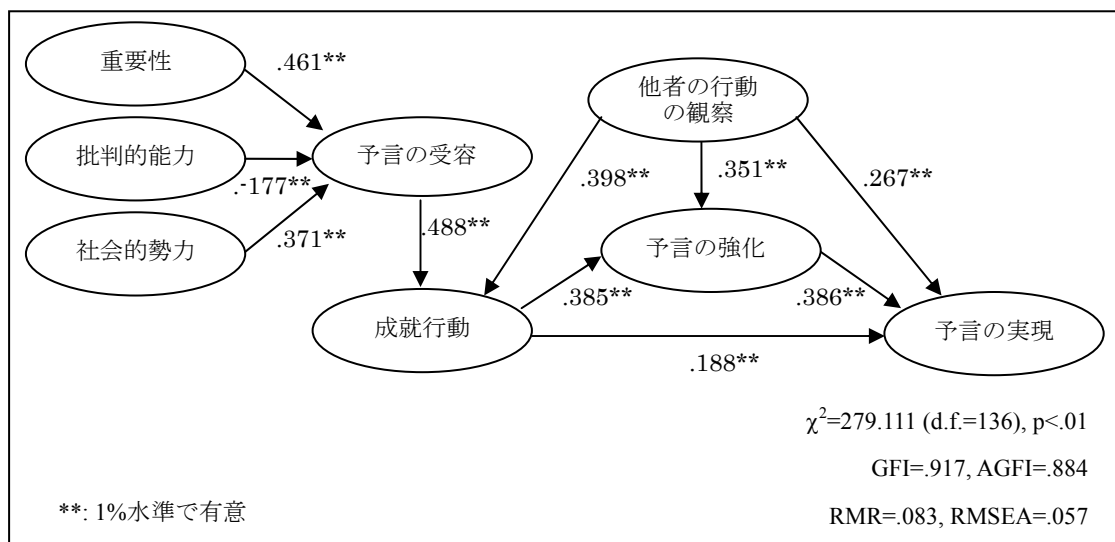 重要性
.461**
他者の行動
の観察
批判的能力
予言の受容
.-177**
.398**
.351**
.267**
社会的勢力
.371**
.488**
予言の強化
.385**
.386**
成就行動
予言の実現
.188**
χ²=279.111 (d.f.=136), p<.01
GFI=.917, AGFI=.884
**: 1%水準で有意
RMR=.083, RMSEA=.057